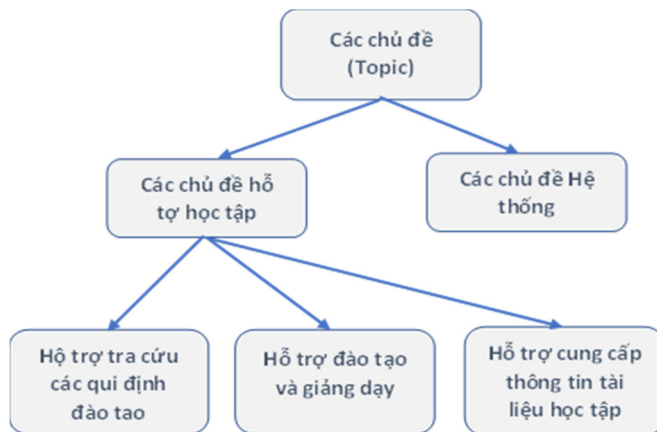 Các chủ đề
(Topic)
Các chủ đề hỗ
tợ học tập
Các chủ đề Hệ
thống
Hộ trợ tra cứu
các qui định
đào tao
Hỗ trợ đào tạo
và giảng dạy
Hỗ trợ cung cấp
thông tin tài
liệu học tập